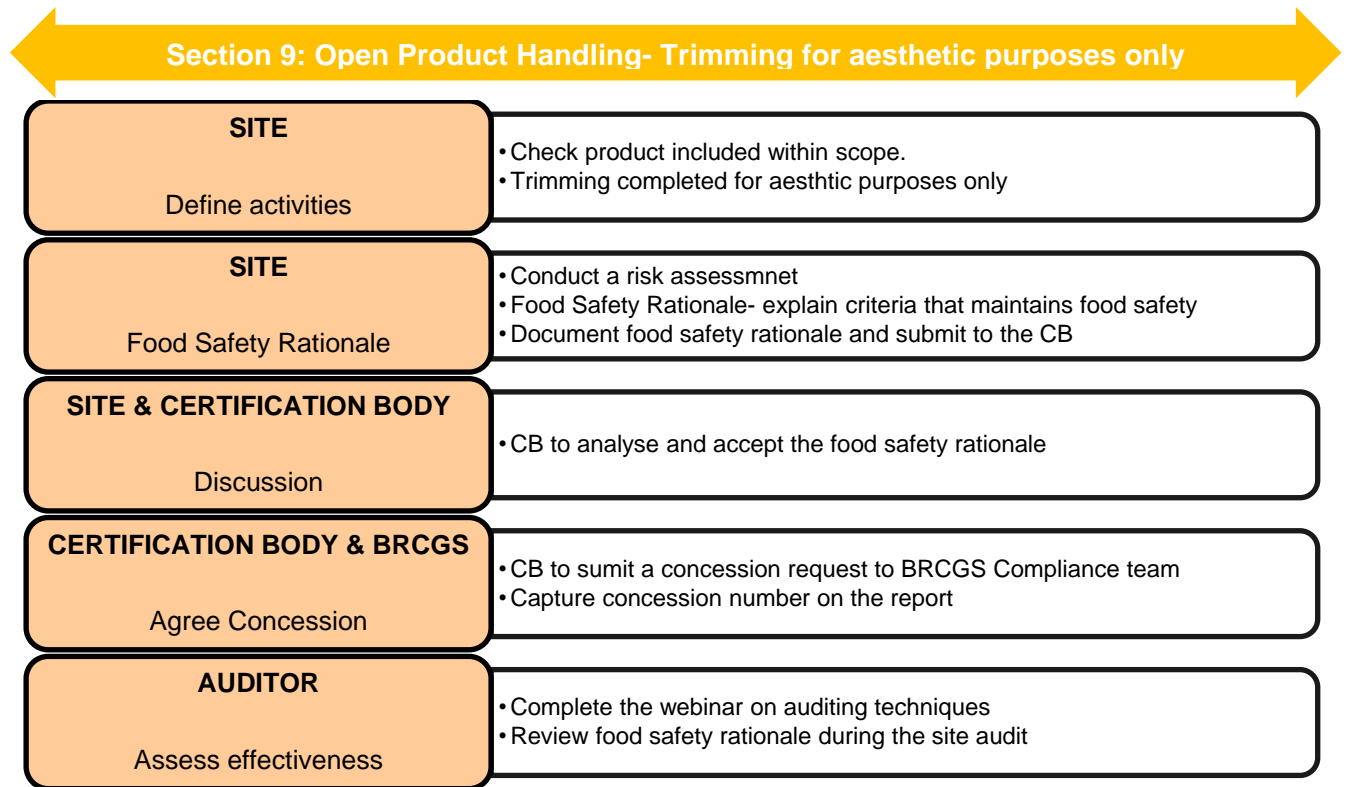 Section 9: Open Product Handling- Trimming for aesthetic purposes only
SITE
Define activities
• Check product included within scope.
• Trimming completed for aesthtic purposes only
SITE
Food Safety Rationale
• Conduct a risk assessmnet
• Food Safety Rationale- explain criteria that maintains food safety
• Document food safety rationale and submit to the CB
SITE & CERTIFICATION BODY
Discussion
• CB to analyse and accept the food safety rationale
CERTIFICATION BODY & BRCGS
Agree Concession
• CB to sumit a concession request to BRCGS Compliance team
• Capture concession number on the report
AUDITOR
Assess effectiveness
• Complete the webinar on auditing techniques
• Review food safety rationale during the site audit